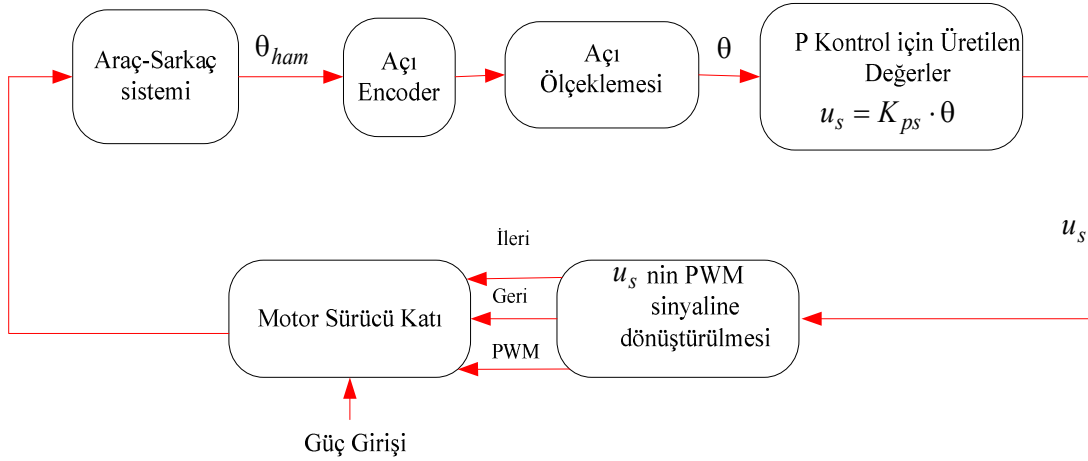 Araç-Sarkaç
sistemi
θham
Açı
Encoder
Açı
Ölçeklemesi
θ
P Kontrol için Üretilen
Değerler
us = Kps · θ
us
İleri
Geri
PWM
us nin PWM
sinyaline
dönüştürülmesi
Motor Sürücü Katı
Güç Girişi